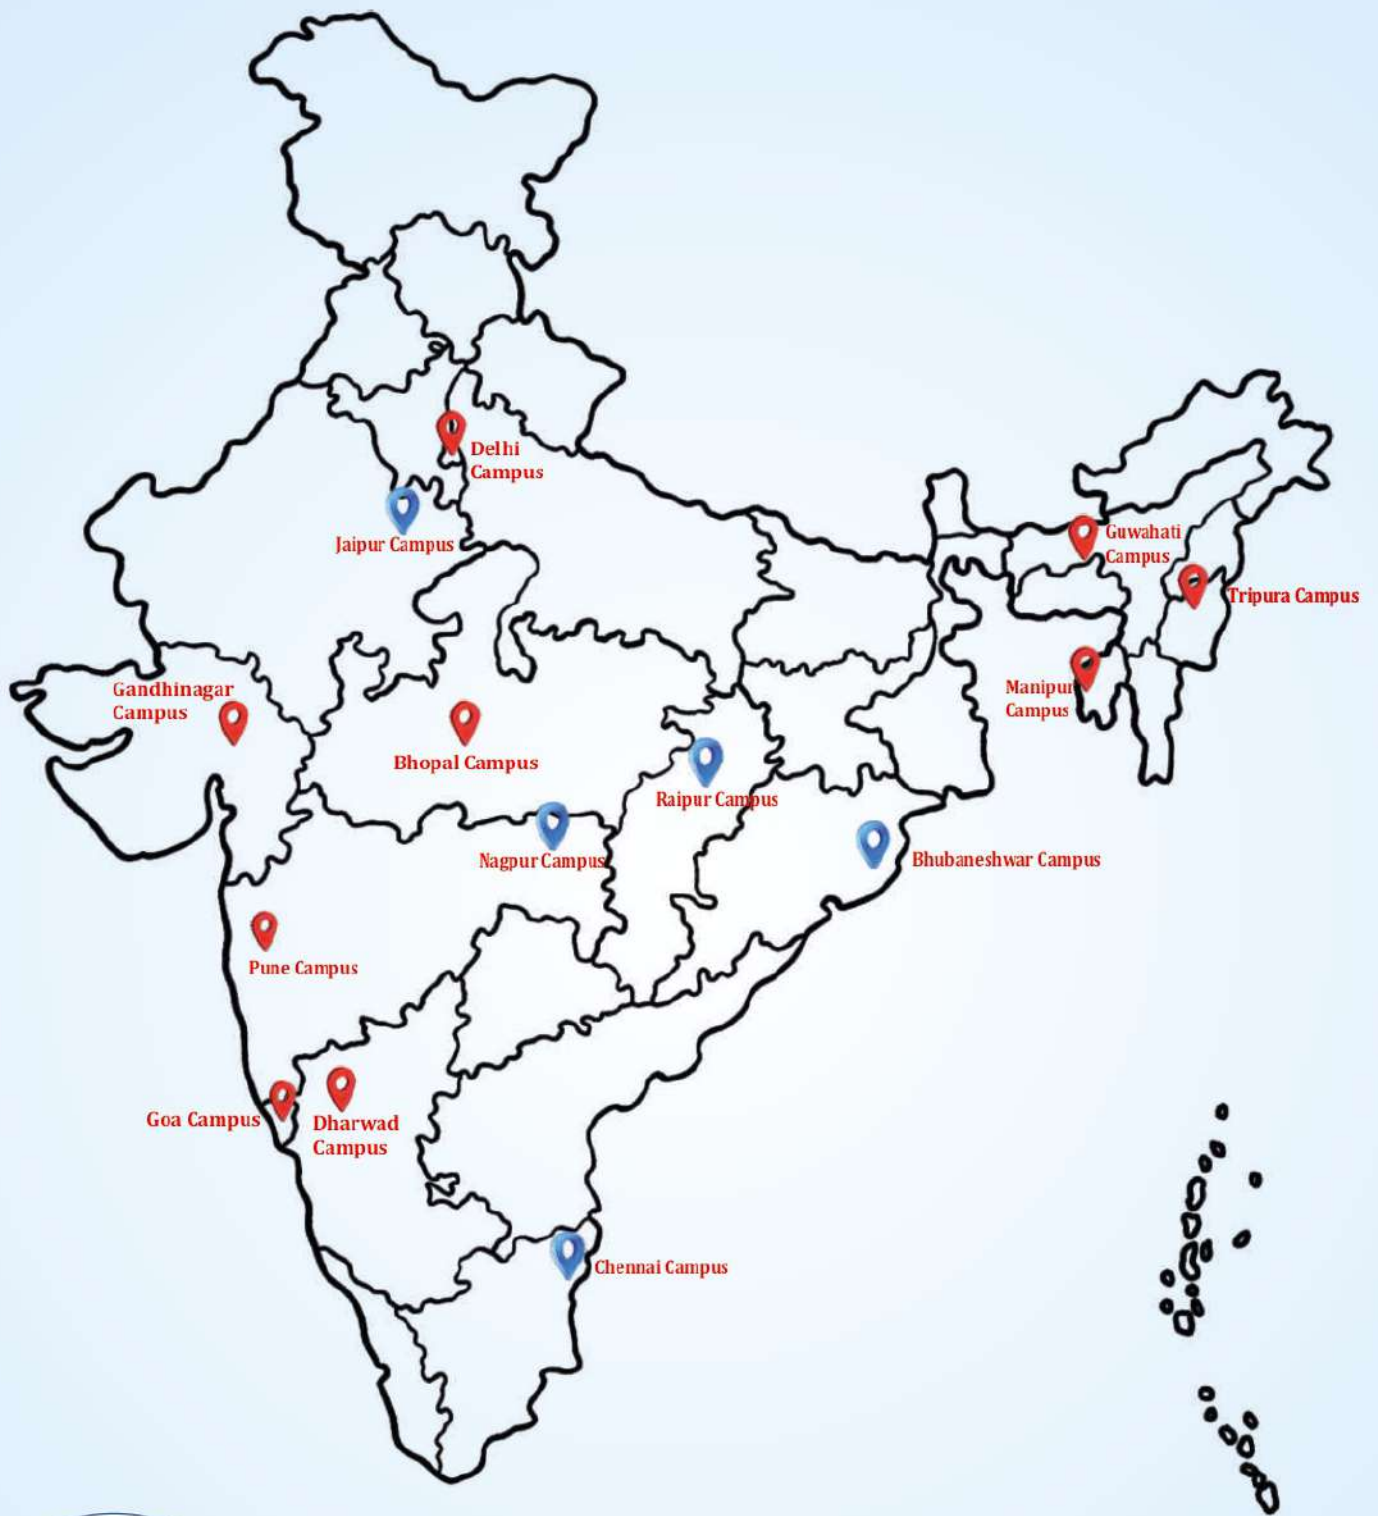 Delhi
Campus
Jaipur Campus
Guwahati
Campus
Tripura Campus
Gandhinagar
Campus
Manipur
Campus
Bhopal Campus
Raipur Campus
Nagpur Campus
Bhubaneshwar Campus
Pune Campus
Goa Campus
Dharwad
Campus
Chennai Campus